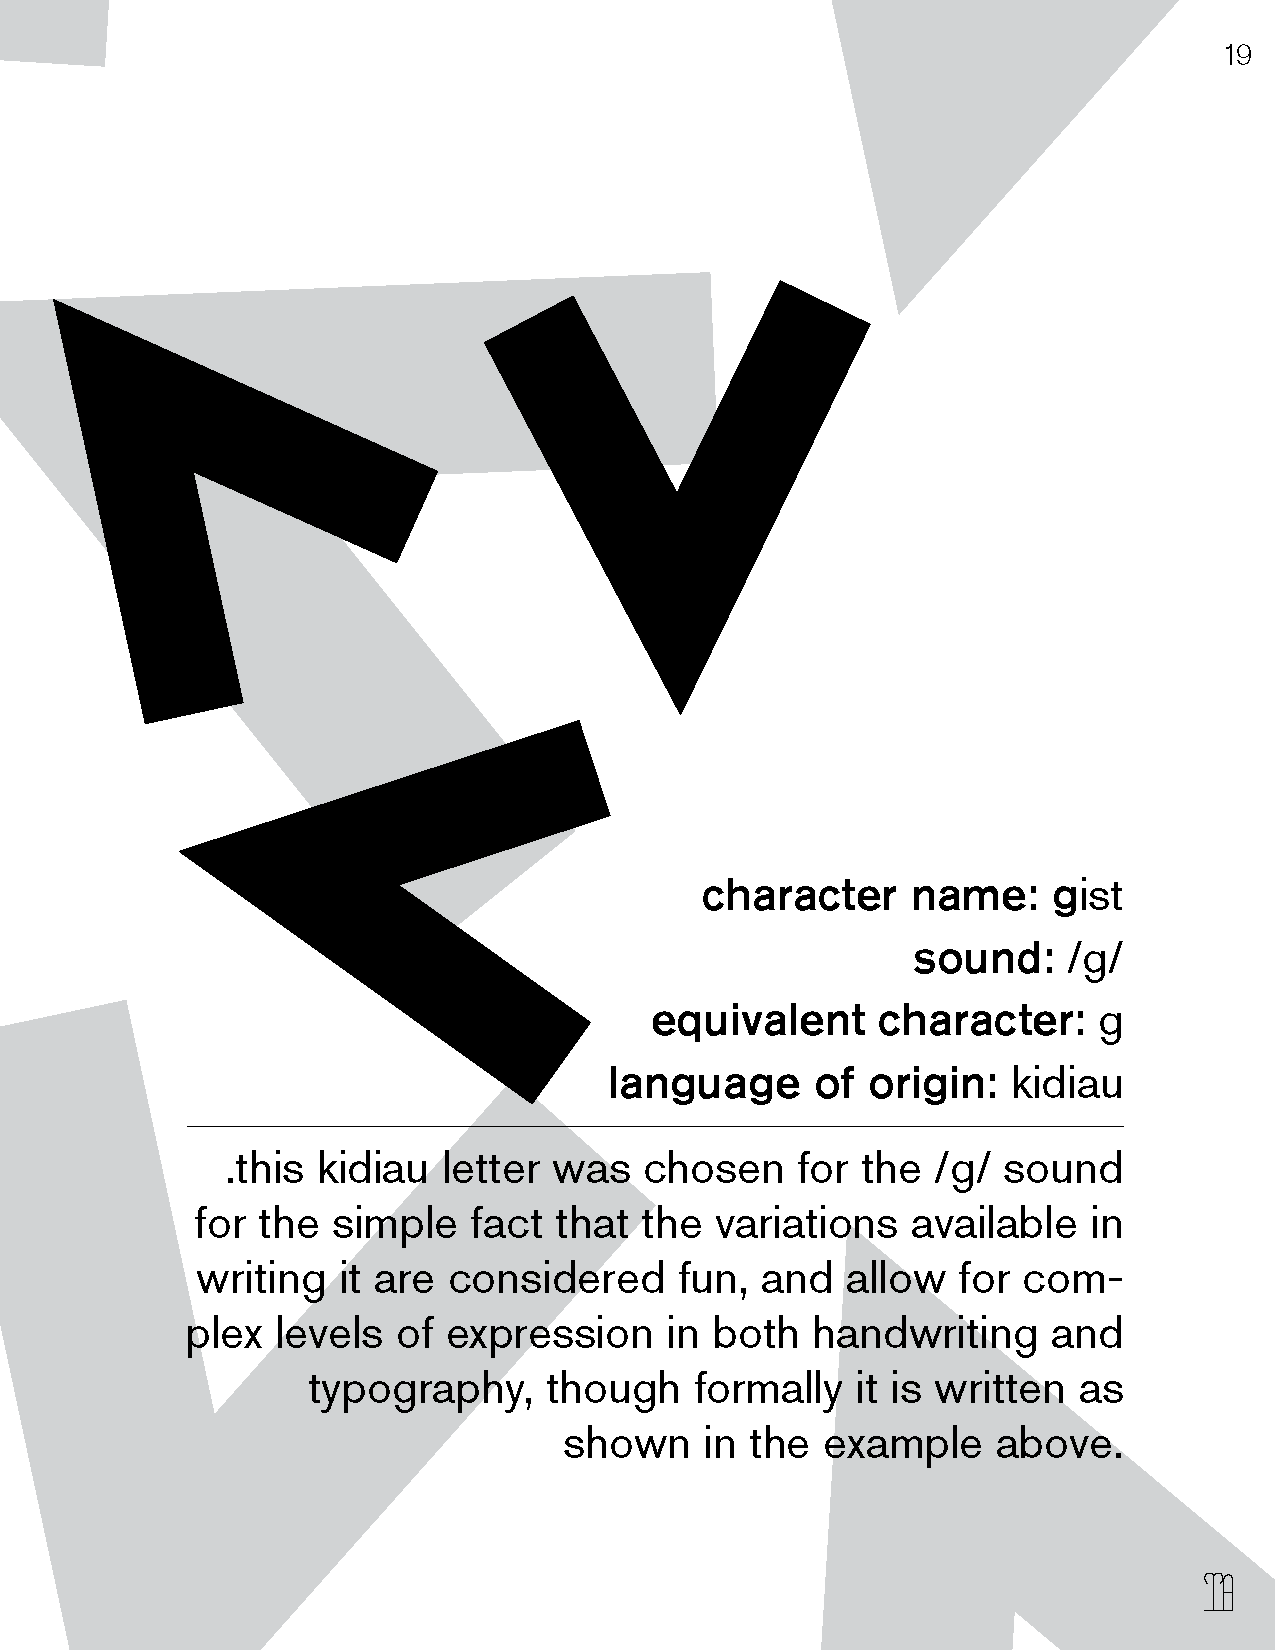 19
character name: gist
sound: /g/
equivalent character: g
language of origin: kidiau
.this kidiau letter was chosen for the /g/ sound
for the simple fact that the variations available in
writing it are considered fun, and allow for com-
plex levels of expression in both handwriting and
typography, though formally it is written as
shown in the example above.